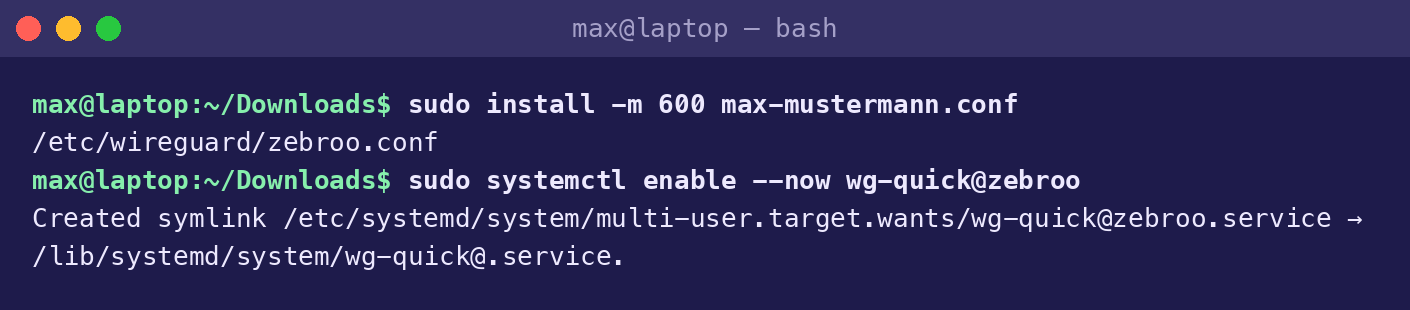 max@laptop — bash
max@laptop:~/Downloads$ sudo install -m 600 max-mustermann.conf
/etc/wireguard/zebroo.conf
max@laptop:~/Downloads$ sudo systemctl enable --now wg-quick@zebroo
Created symlink /etc/systemd/system/multi-user.target.wants/wg-quick@zebroo.service →
/lib/systemd/system/wg-quick@.service.